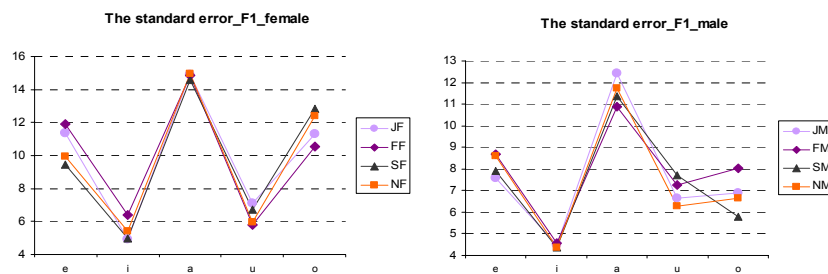 The standard error_F1_female
16
14
12
10
8
6
4
e i a u o
JF
FF
SF
NF
The standard error_F1_male
13
12
11
10
9
8
7
6
5
4
e i a u o
JM
FM
SM
NM